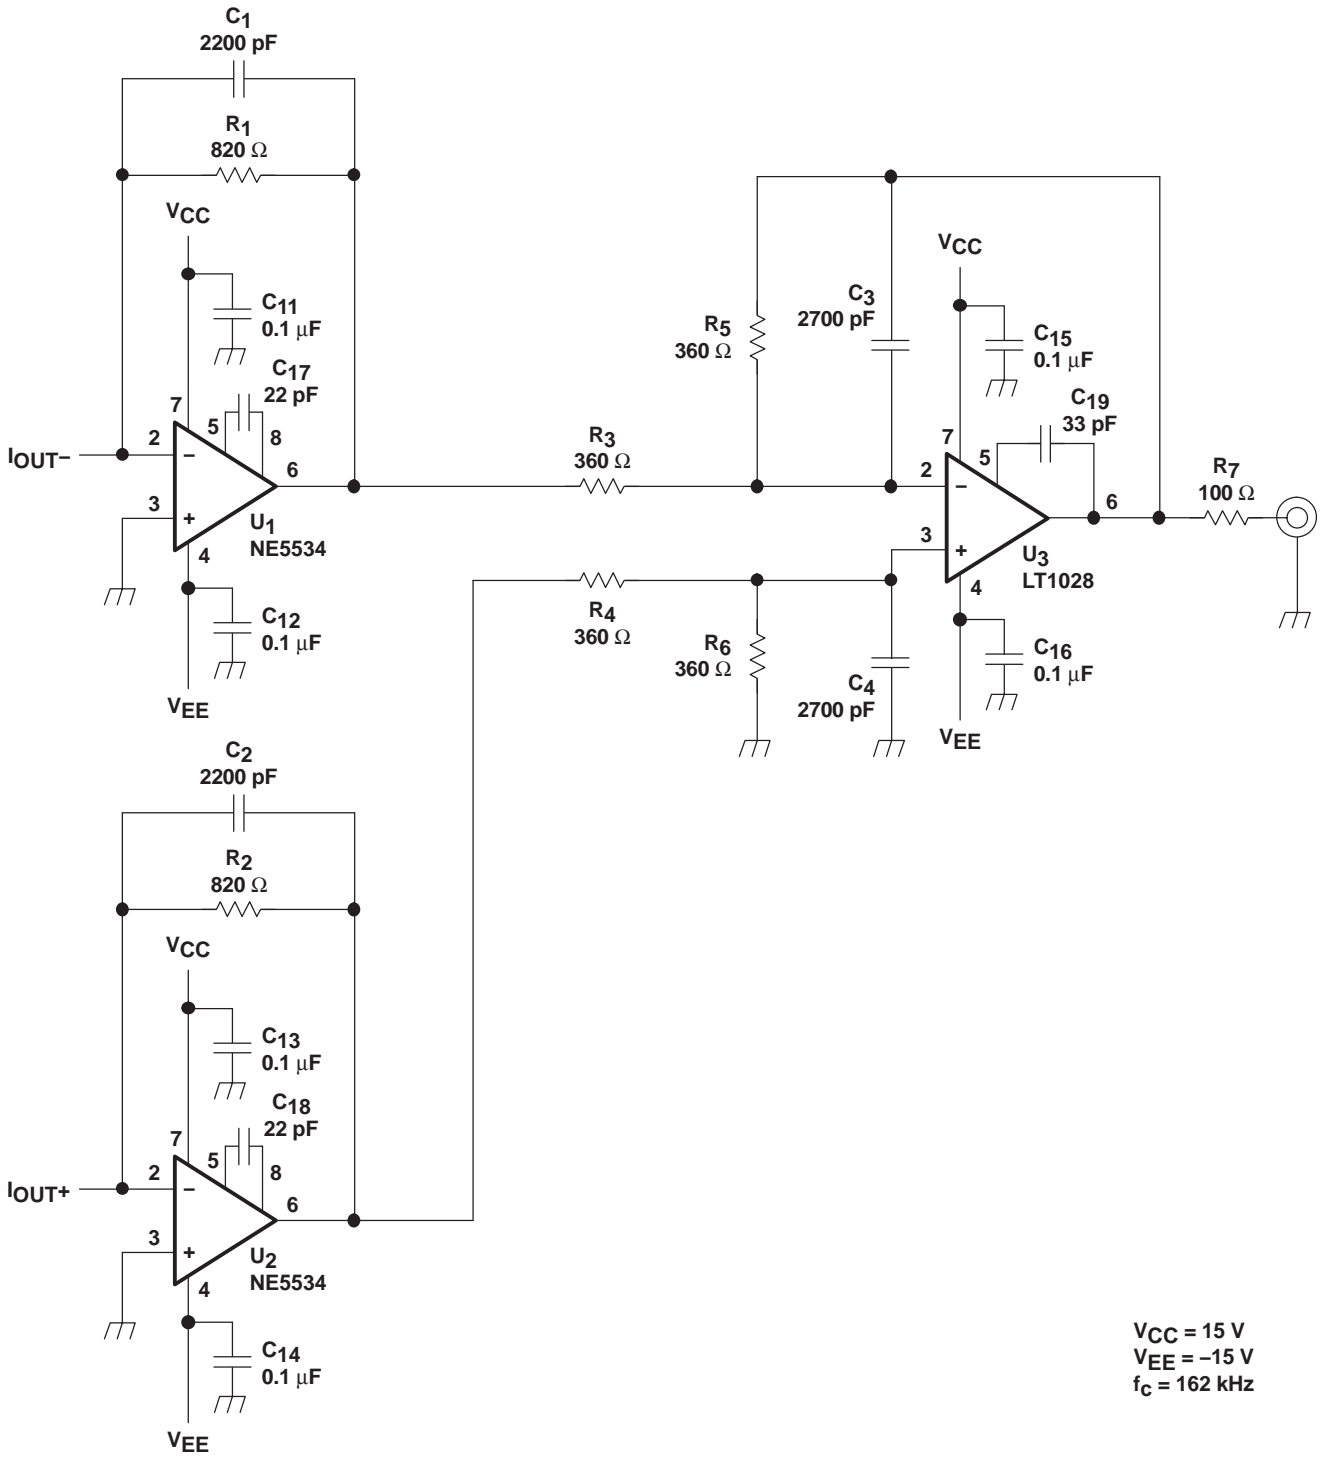 C1
2200 pF
R1
820 Ω
VCC
C11
0.1 µF
C17
22 pF
7
5
8
2
–
6
IOUT–
3
+
U1
NE5534
4
C12
0.1 µF
VEE
R3
360 Ω
R5
360 Ω
C3
2700 pF
VCC
C15
0.1 µF
C19
33 pF
7
5
2
–
6
R7
100 Ω
3
+
U3
LT1028
4
R4
360 Ω
R6
360 Ω
C4
2700 pF
C16
0.1 µF
VEE
C2
2200 pF
R2
820 Ω
VCC
C13
0.1 µF
C18
22 pF
7
5
8
2
–
6
IOUT+
3
+
U2
NE5534
4
C14
0.1 µF
VEE
VCC = 15 V
VEE = –15 V
fc = 162 kHz